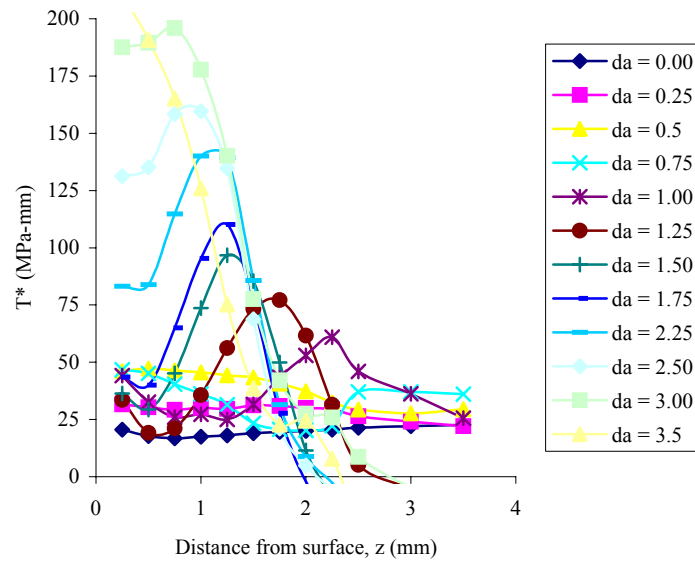 200
175
150
125
100
75
50
25
0
T* (MPa-mm)
0 1 2 3 4
Distance from surface, z (mm)
da = 0.00
da = 0.25
da = 0.5
da = 0.75
da = 1.00
da = 1.25
da = 1.50
da = 1.75
da = 2.25
da = 2.50
da = 3.00
da = 3.5